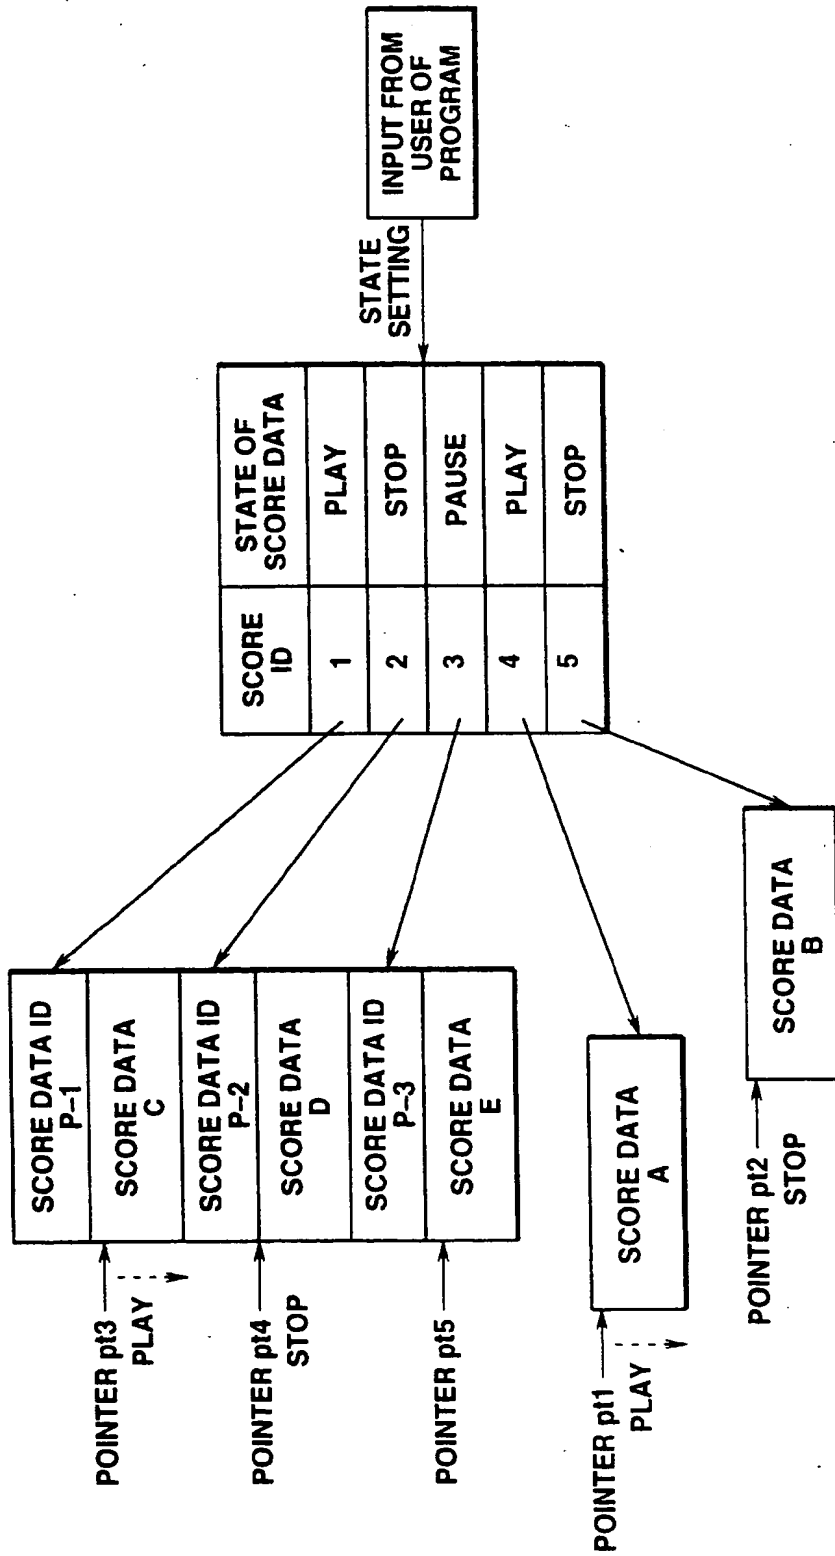 INPUT FROM
USER OF
PROGRAM
STATE
SETTING
SCORE
ID
STATE OF
SCORE DATA
1
PLAY
2
STOP
3
PAUSE
4
PLAY
5
STOP
SCORE DATA ID
P-1
SCORE DATA
C
SCORE DATA ID
P-2
SCORE DATA
D
SCORE DATA ID
P-3
SCORE DATA
E
POINTER pt3
PLAY
POINTER pt4
STOP
POINTER pt5
SCORE DATA
A
POINTER pt1
PLAY
SCORE DATA
B
POINTER pt2
STOP